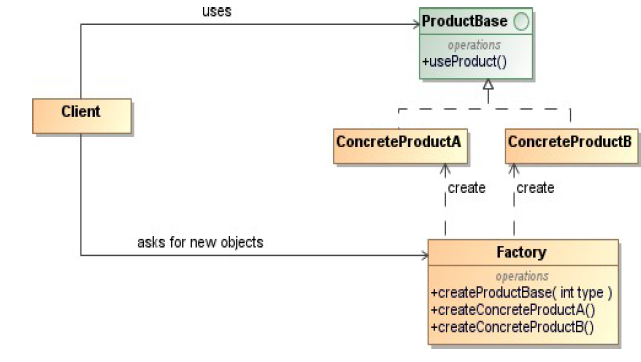 uses
ProductBase
operations
+useProduct()
Client
ConcreteProductA
ConcreteProductB
create
create
asks for new objects
Factory
operations
+createProductBase( int type )
+createConcreteProductA()
+createConcreteProductB()